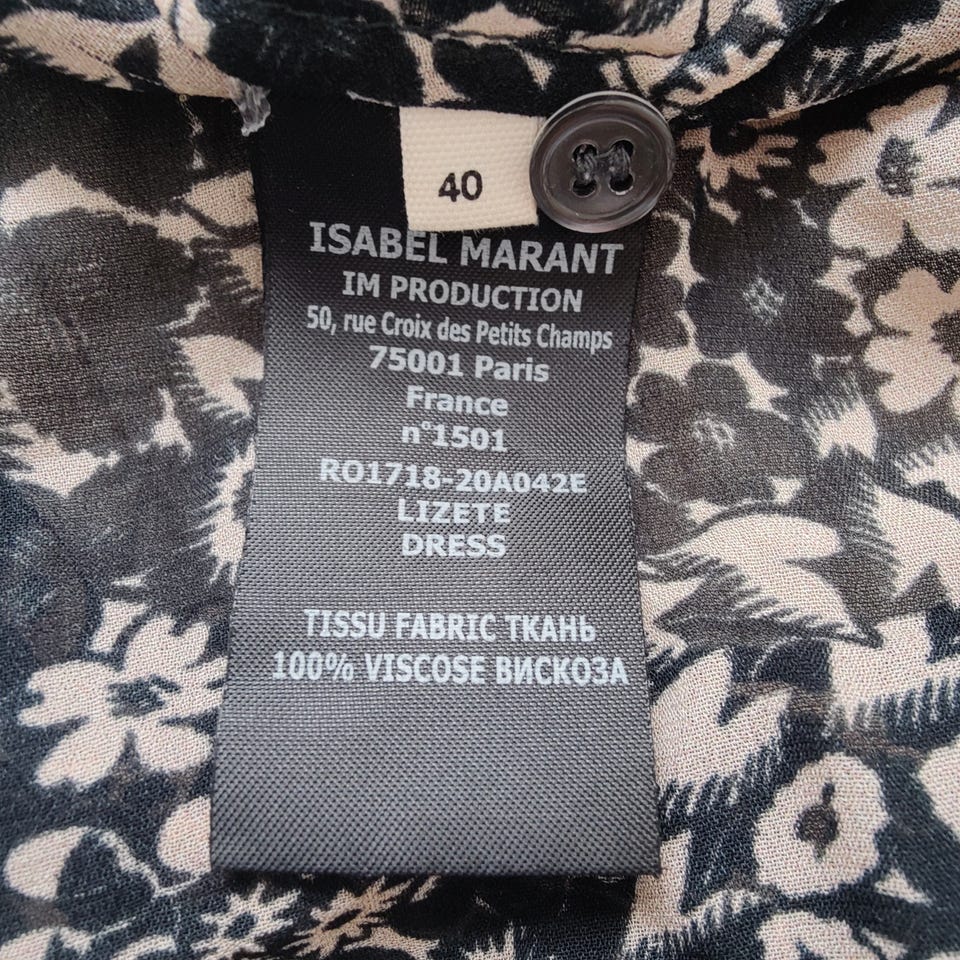 40
ISABEL MARANT
IM PRODUCTION
50, rue Croix des Petits Champs
75001 Paris
France
n°1501
RO1718-20A042E
LIZETE
DRESS
TISSU FABRIC ТКАНЬ
100% VISCOSE ВИСКОЗА